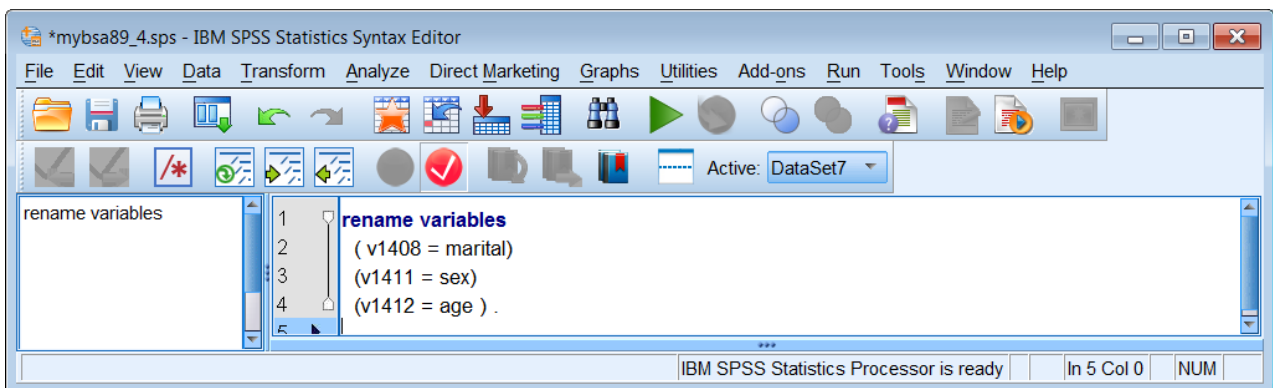 *mybsa89_4.sps - IBM SPSS Statistics Syntax Editor
File Edit View Data Transform Analyze Direct Marketing Graphs Utilities Add-ons Run Tools Window Help
/*
Active: DataSet7
rename variables
1 rename variables
2 ( v1408 = marital)
3 (v1411 = sex)
4 (v1412 = age ) .
5
IBM SPSS Statistics Processor is ready In 5 Col 0 NUM